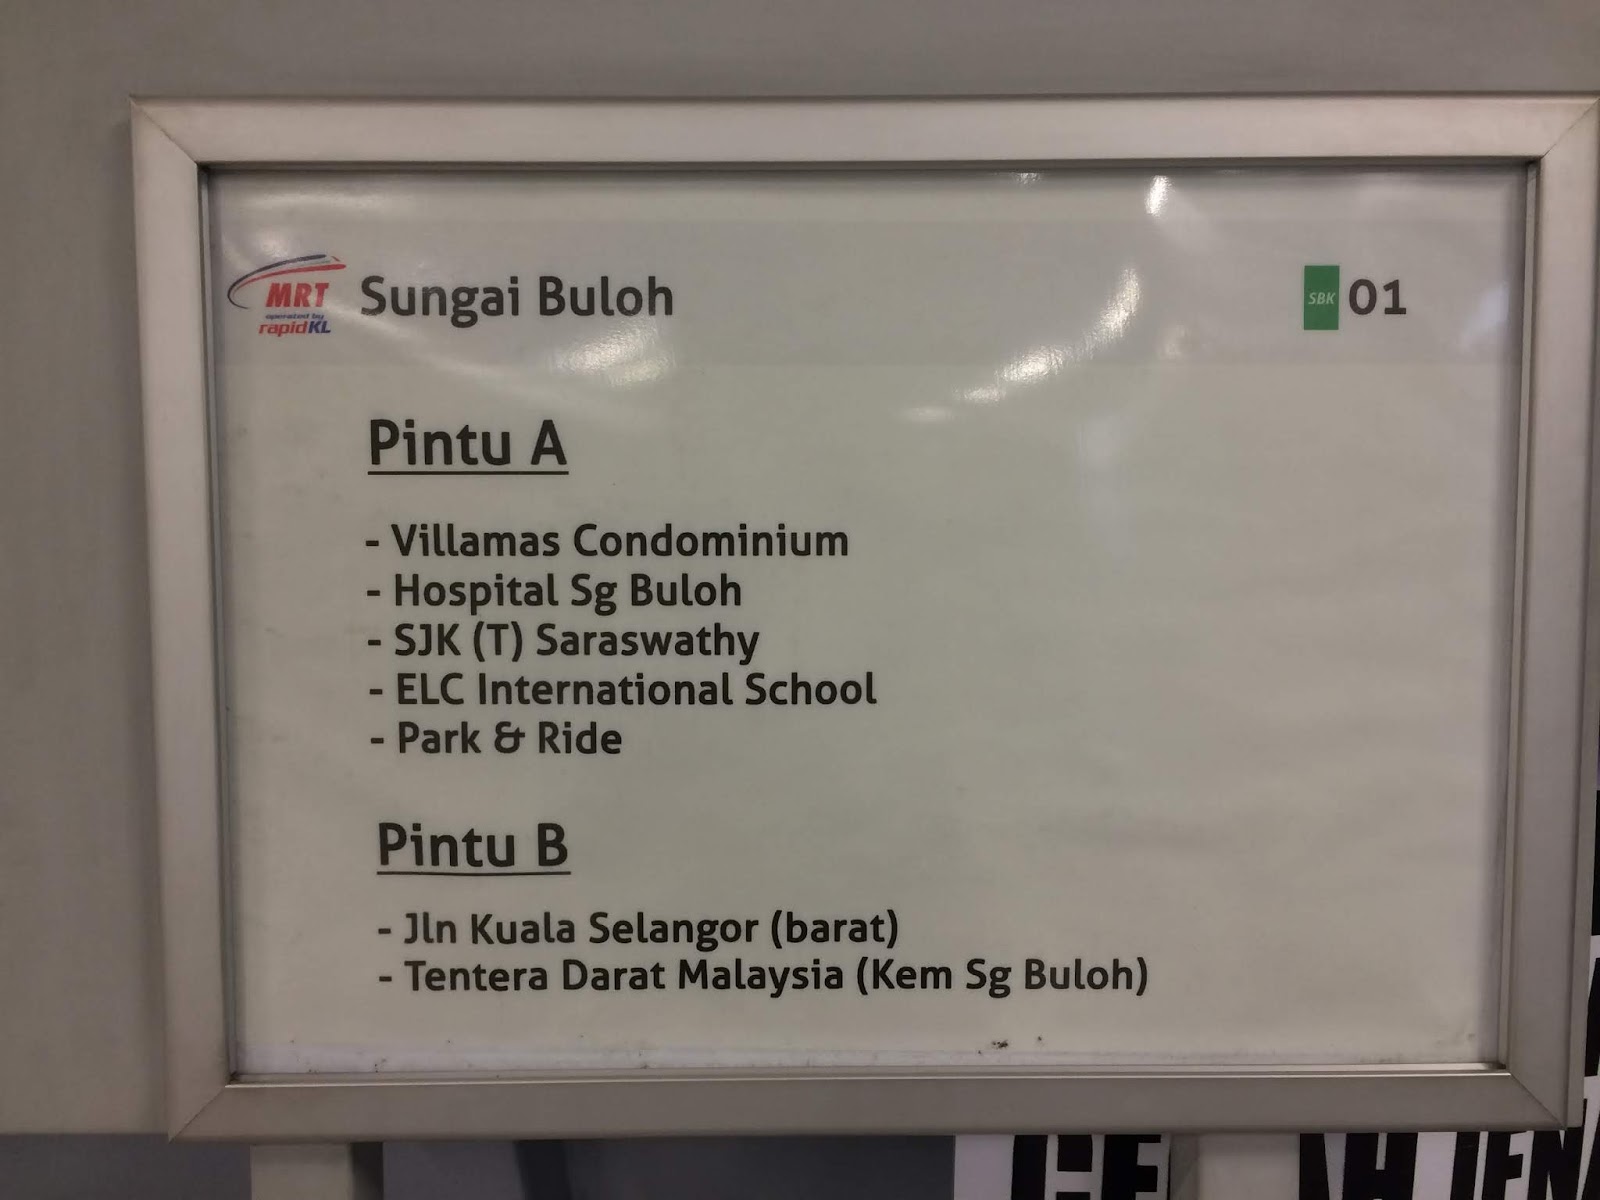 MRT
operated by
rapidKL
Sungai Buloh
SBK 01
Pintu A
- Villamas Condominium
- Hospital Sg Buloh
- SJK (T) Saraswathy
- ELC International School
- Park & Ride
Pintu B
- Jln Kuala Selangor (barat)
- Tentera Darat Malaysia (Kem Sg Buloh)